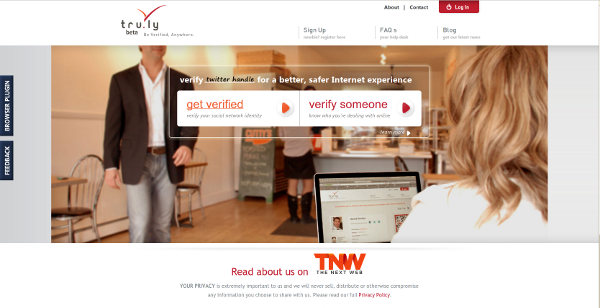 About | Contact
Log In
tru.ly
beta
Be Verified, Anywhere.
Sign Up
FAQ s
your help desk
Blog
get our latest news
BROWSER PLUGIN
FEEDBACK
verify twitter handle for a better, safer Internet experience
get verified
verify your social network identity
verify someone
know who you're dealing with online
Read about us on TNW
THE NEXT WEB
YOUR PRIVACY is extremely important to us and we will never sell, distribute or otherwise compromise
any information you choose to share with us. Please read our full Privacy Policy